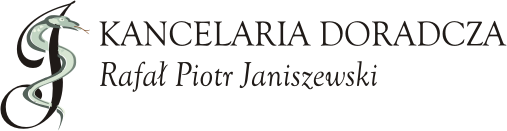 J
KANCELARIA DORADCZA
Rafał Piotr Janiszewski